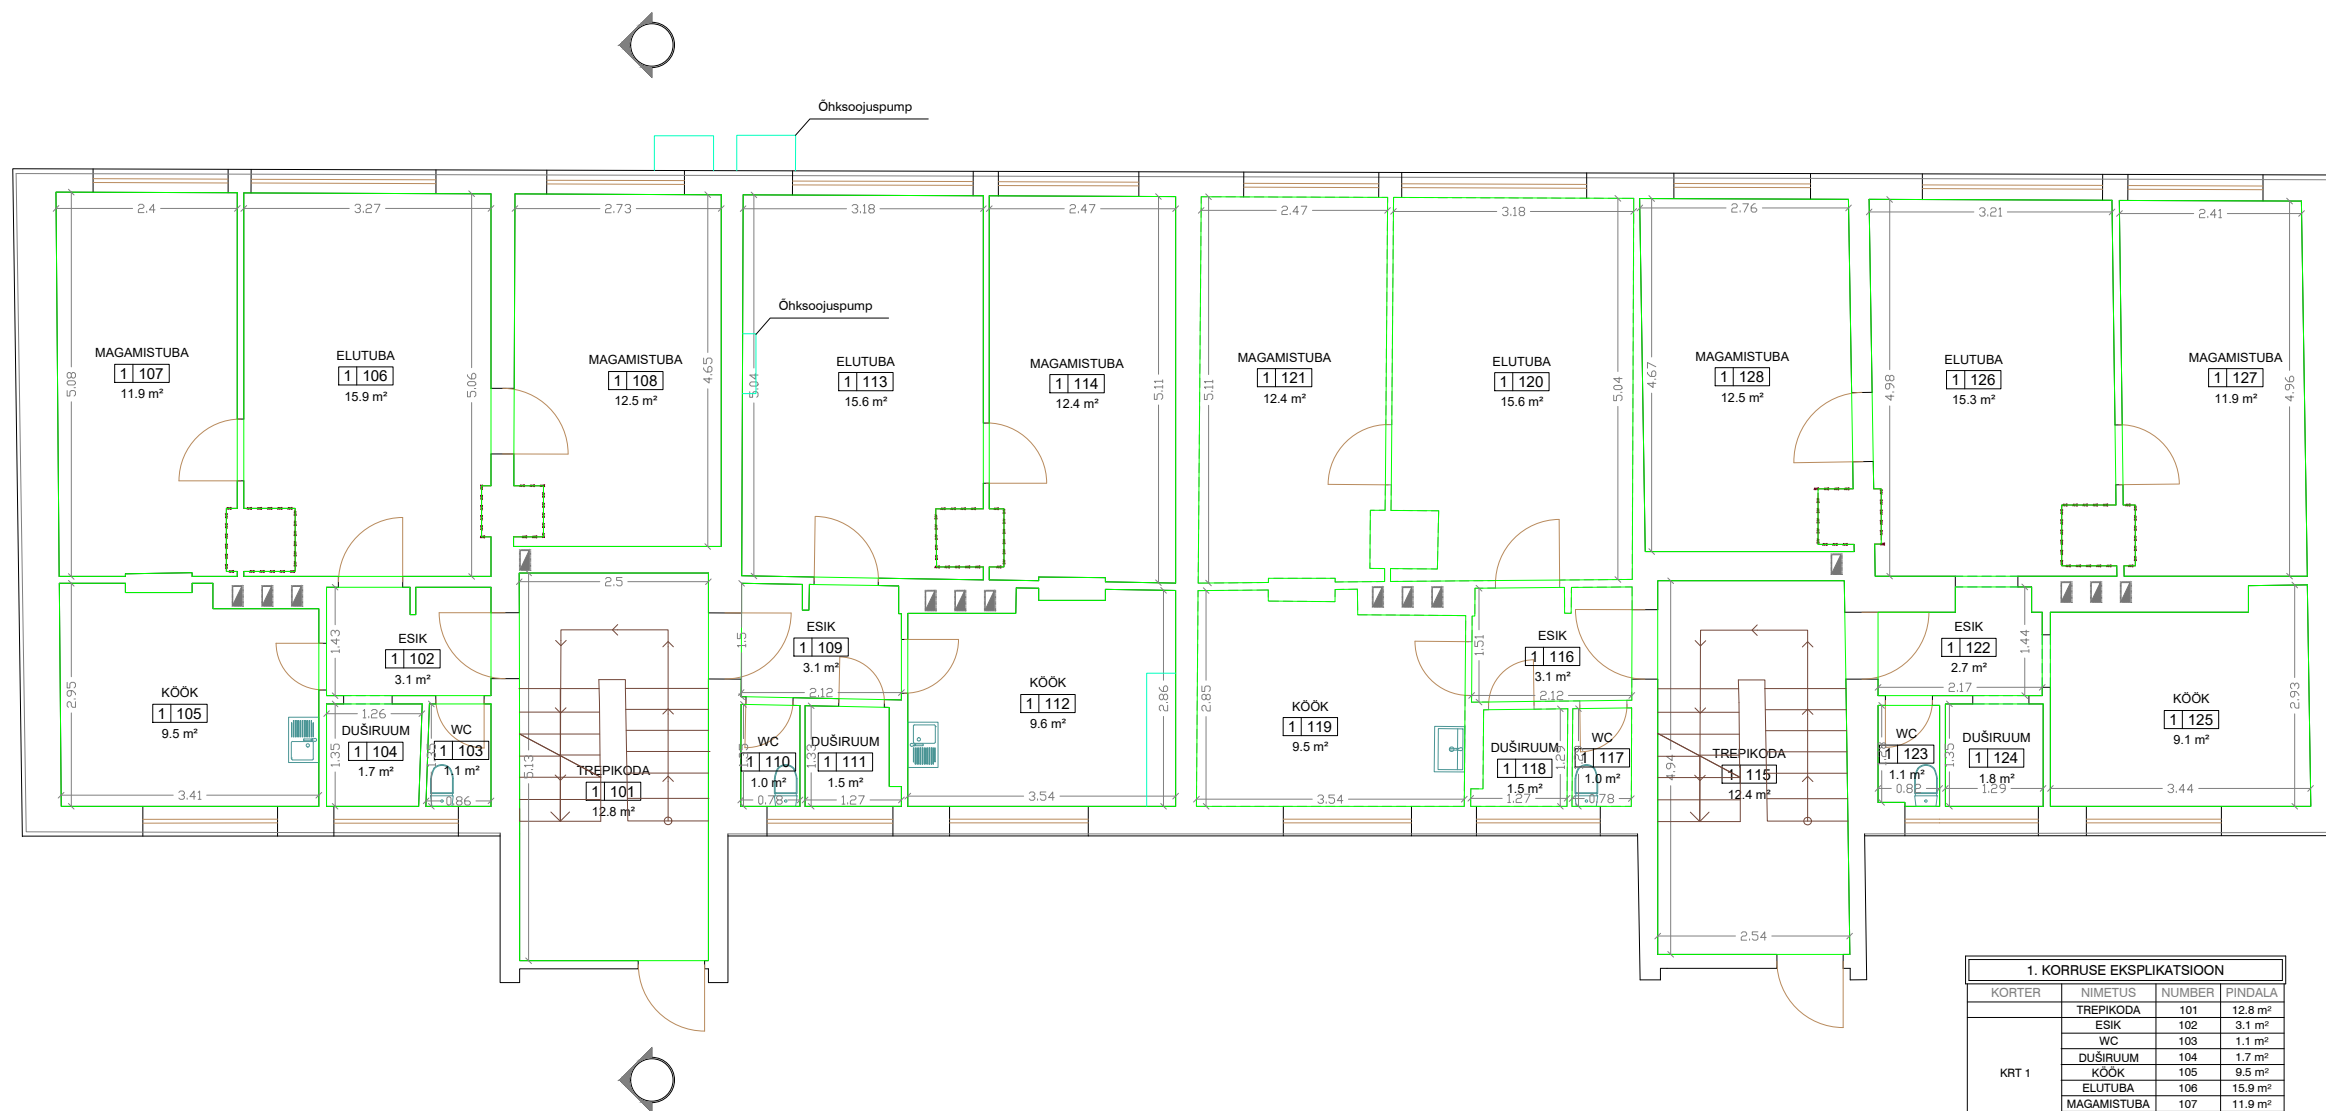 Õhksoojuspump
2.4
3.27
2.73
3.18
2.47
2.47
3.18
2.76
3.21
2.41
Õhksoojuspump
MAGAMISTUBA
1 107
11.9 m²
5.08
ELUTUBA
1 106
15.9 m²
5.06
MAGAMISTUBA
1 108
12.5 m²
4.65
5.04
ELUTUBA
1 113
15.6 m²
MAGAMISTUBA
1 114
12.4 m²
5.11
5.11
MAGAMISTUBA
1 121
12.4 m²
ELUTUBA
1 120
15.6 m²
5.04
4.67
MAGAMISTUBA
1 128
12.5 m²
4.98
ELUTUBA
1 126
15.3 m²
MAGAMISTUBA
1 127
11.9 m²
4.96
2.95
KÖÖK
1 105
9.5 m²
3.41
1.43
ESIK
1 102
3.1 m²
1.26
DUŠIRUUM
1 104
1.7 m²
1.35
WC
1 103
1.1 m²
0.86
2.5
5.13
TREPIKODA
1 101
12.8 m²
1.5
ESIK
1 109
3.1 m²
2.12
WC
1 110
1.0 m²
0.78
DUŠIRUUM
1 111
1.5 m²
1.27
KÖÖK
1 112
9.6 m²
2.86
3.54
2.85
KÖÖK
1 119
9.5 m²
3.54
1.51
ESIK
1 116
3.1 m²
2.12
DUŠIRUUM
1 118
1.5 m²
1.29
1.27
WC
1 117
1.0 m²
0.78
4.94
TREPIKODA
1 115
12.4 m²
2.54
ESIK
1 122
2.7 m²
1.44
2.17
WC
1 123
1.1 m²
0.82
1.35
DUŠIRUUM
1 124
1.8 m²
1.29
KÖÖK
1 125
9.1 m²
2.93
3.44
1. KORRUSE EKSPLIKATSIOON
KORTER NIMETUS NUMBER PINDALA
TREPIKODA 101 12.8 m²
ESIK 102 3.1 m²
WC 103 1.1 m²
DUŠIRUUM 104 1.7 m²
KRT 1 KÖÖK 105 9.5 m²
ELUTUBA 106 15.9 m²
MAGAMISTUBA 107 11.9 m²